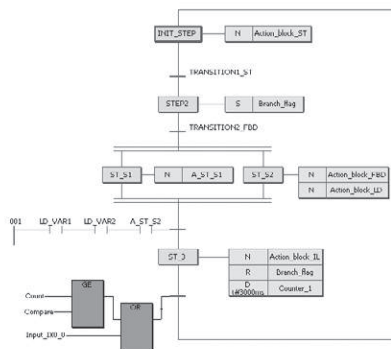 INIT_STEP N Action_block_ST
TRANSITION1_ST
STEP2 S Branch_flag
TRANSITION2_FBD
ST_S1 N A_ST_S1 ST_S2 N Action_block_FBD
N Action_block_LD
001 LD_VAR1 LD_VAR2 A_ST_S2
ST_3 N Action_block_IL
R Branch_flag
D t#3000ms Counter_1
GE
Count
Compare
OR
Input_IX0_0